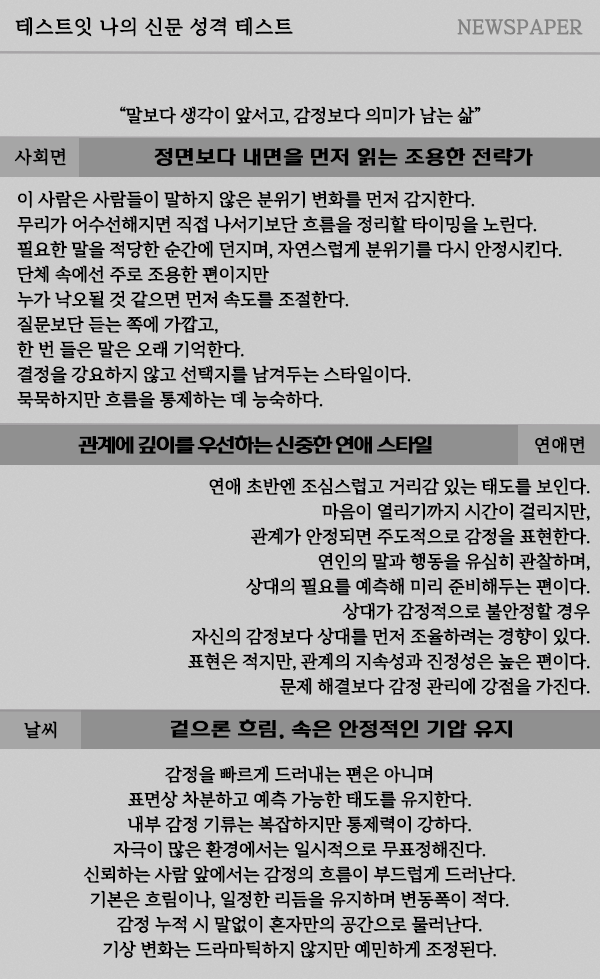 테스트잇 나의 신문 성격 테스트
NEWSPAPER
“말보다 생각이 앞서고, 감정보다 의미가 남는 삶”
사회면
정면보다 내면을 먼저 읽는 조용한 전략가
이 사람은 사람들이 말하지 않은 분위기 변화를 먼저 감지한다.
무리가 어수선해지면 직접 나서기보단 흐름을 정리할 타이밍을 노린다.
필요한 말을 적당한 순간에 던지며, 자연스럽게 분위기를 다시 안정시킨다.
단체 속에선 주로 조용한 편이지만
누가 낙오될 것 같으면 먼저 속도를 조절한다.
질문보단 듣는 쪽에 가깝고,
한 번 들은 말은 오래 기억한다.
결정을 강요하지 않고 선택지를 남겨두는 스타일이다.
묵묵하지만 흐름을 통제하는 데 능숙하다.
관계에 깊이를 우선하는 신중한 연애 스타일
연애면
연애 초반엔 조심스럽고 거리감 있는 태도를 보인다.
마음이 열리기까지 시간이 걸리지만,
관계가 안정되면 주도적으로 감정을 표현한다.
연인의 말과 행동을 유심히 관찰하며,
상대의 필요를 예측해 미리 준비해두는 편이다.
상대가 감정적으로 불안정할 경우
자신의 감정보다 상대를 먼저 조율하려는 경향이 있다.
표현은 적지만, 관계의 지속성과 진정성은 높은 편이다.
문제 해결보다 감정 관리에 강점을 가진다.
날씨
겉으론 흐림, 속은 안정적인 기압 유지
감정을 빠르게 드러내는 편은 아니며
표면상 차분하고 예측 가능한 태도를 유지한다.
내부 감정 기류는 복잡하지만 통제력이 강하다.
자극이 많은 환경에서는 일시적으로 무표정해진다.
신뢰하는 사람 앞에서는 감정의 흐름이 부드럽게 드러난다.
기본은 흐림이나, 일정한 리듬을 유지하며 변동폭이 적다.
감정 누적 시 말없이 혼자만의 공간으로 물러난다.
기상 변화는 드라마틱하지 않지만 예민하게 조정된다.